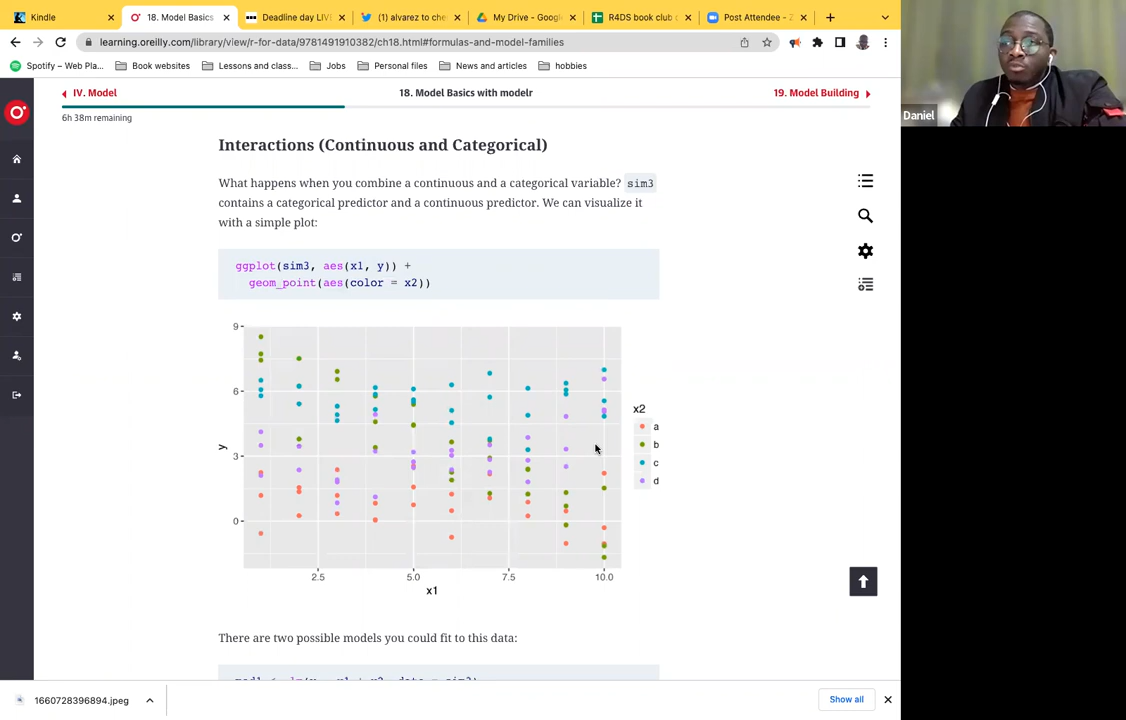 Kindle
18. Model Basics
Deadline day LIV
(1) alvarez to che
My Drive - Google
R4DS book club
Post Attendee - Z
learning.oreilly.com/library/view/r-for-data/9781491910382/ch18.html#formulas-and-model-families
Spotify – Web Pla...
Book websites
Lessons and class...
Jobs
Personal files
News and articles
hobbies
Daniel
IV. Model
18. Model Basics with modelr
19. Model Building
6h 38m remaining
Interactions (Continuous and Categorical)
What happens when you combine a continuous and a categorical variable? sim3
contains a categorical predictor and a continuous predictor. We can visualize it
with a simple plot:
ggplot(sim3, aes(x1, y)) +
geom_point(aes(color = x2))
9
6
3
0
y
2.5
5.0
7.5
10.0
x1
x2
a
b
c
d
There are two possible models you could fit to this data:
1660728396894.jpeg
Show all